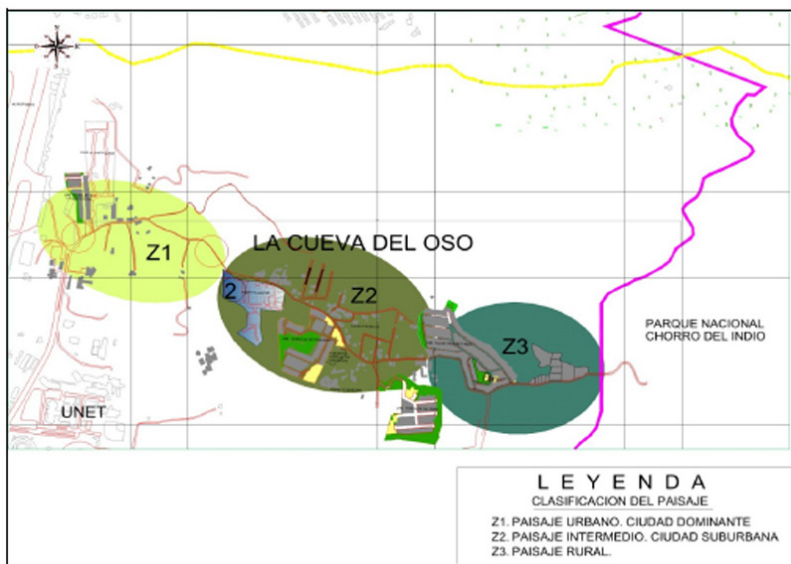 N
Z1
LA CUEVA DEL OSO
2
Z2
Z3
PARQUE NACIONAL
CHORRO DEL INDIO
UNET
LEYENDA
CLASIFICACION DEL PAISAJE
Z1. PAISAJE URBANO. CIUDAD DOMINANTE
Z2. PAISAJE INTERMEDIO. CIUDAD SUBURBANA
Z3. PAISAJE RURAL.